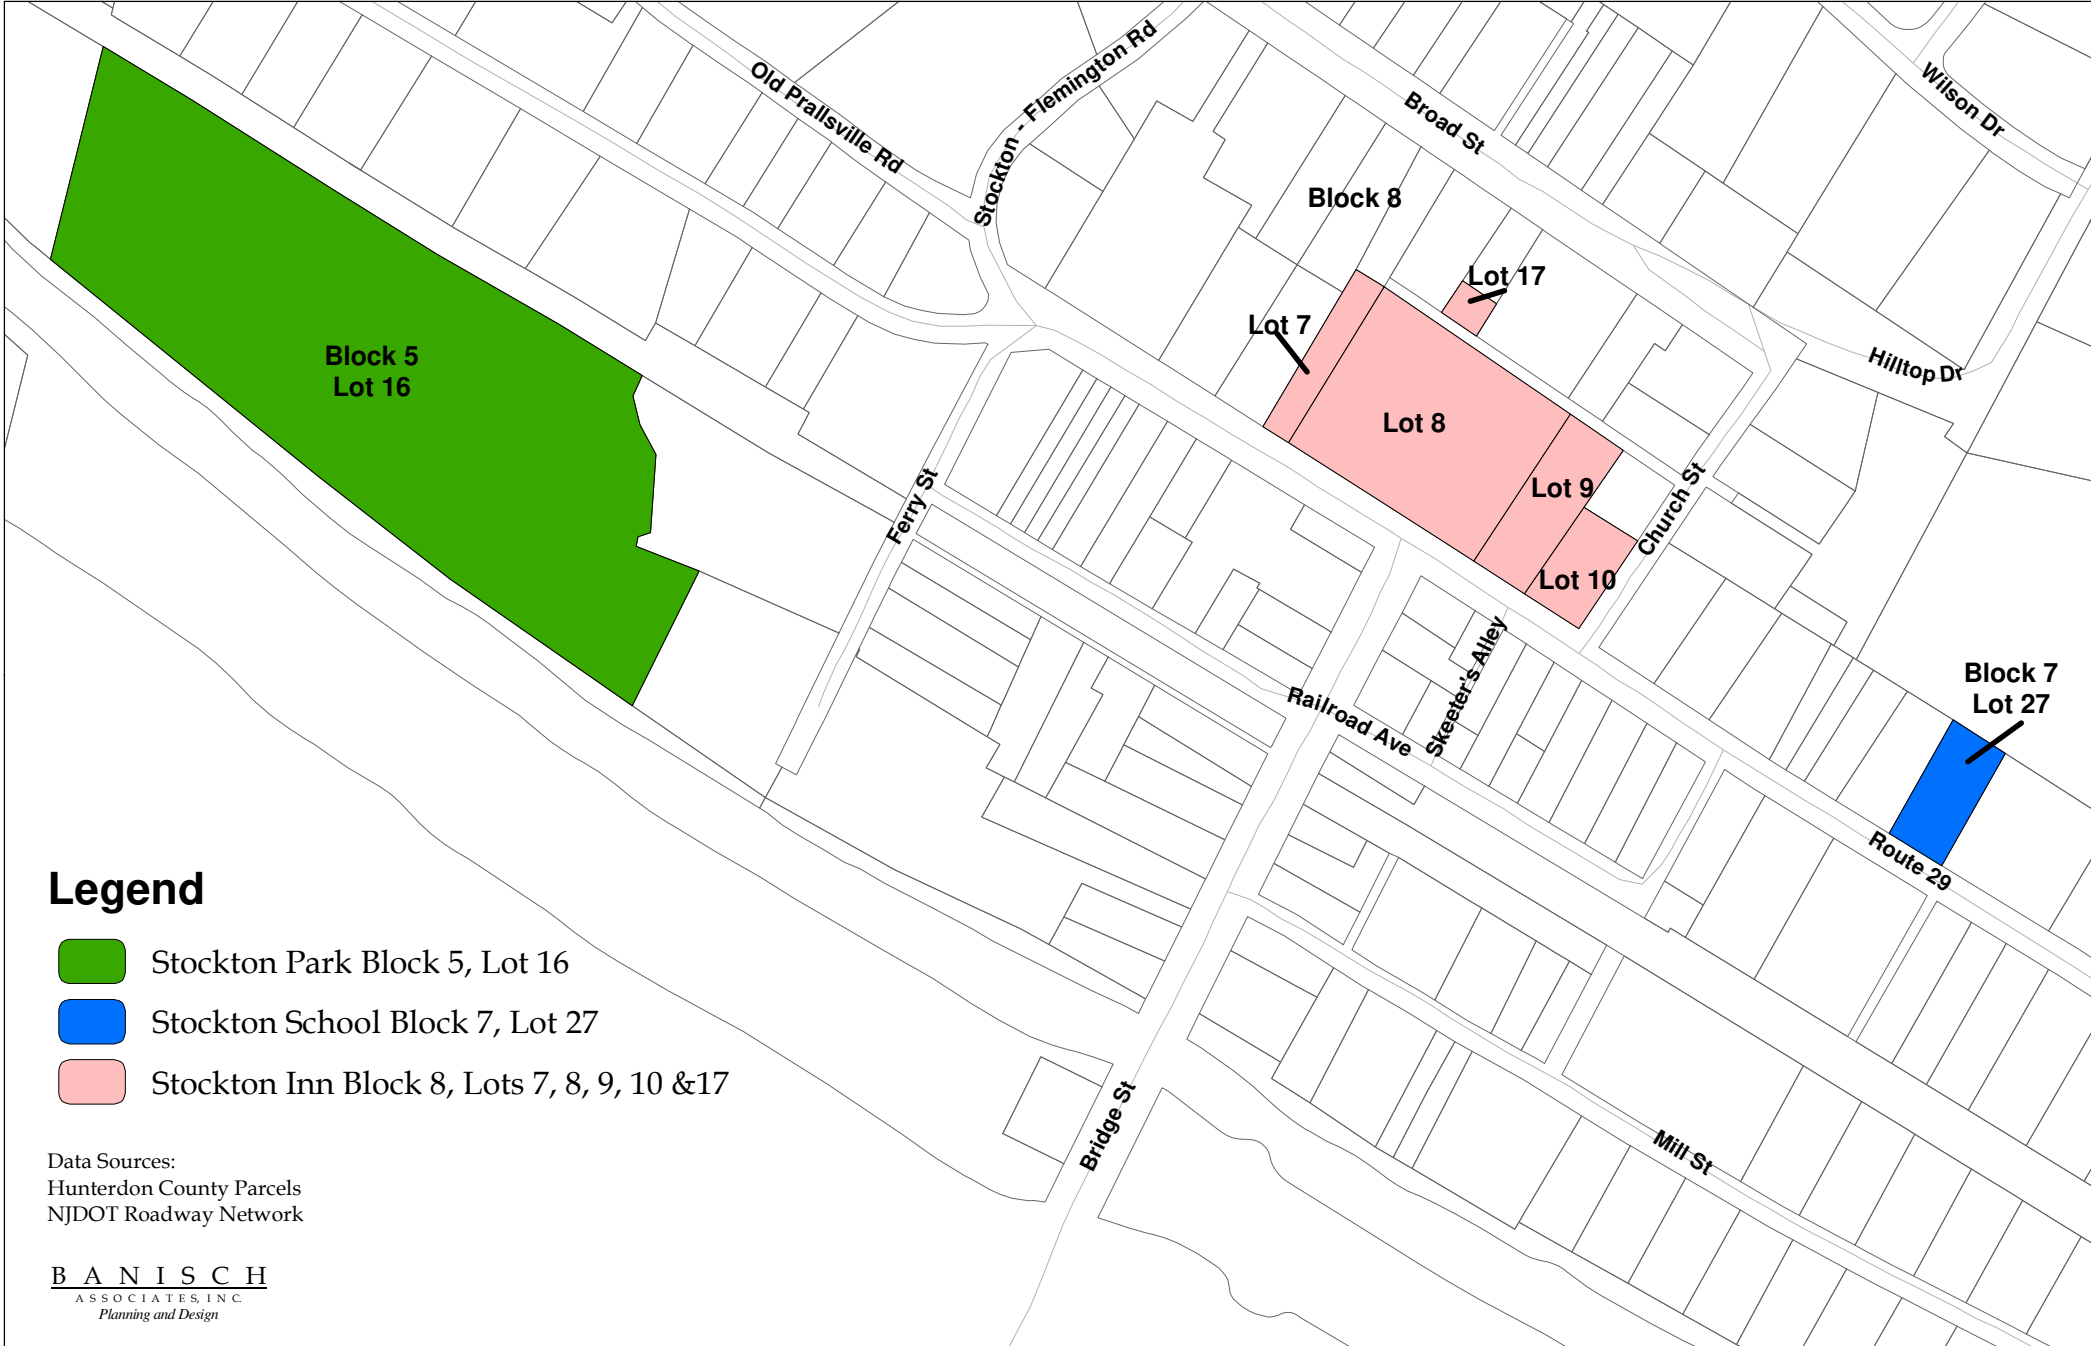 Old Prallsville Rd
Stockton - Flemington Rd
Broad St
Wilson Dr
Block 8
Lot 17
Lot 7
Block 5
Lot 16
Hilltop Dr
Lot 8
Lot 9
Church St
Ferry St
Lot 10
Skeeter's Alley
Railroad Ave
Block 7
Lot 27
Route 29
Bridge St
Mill St
Legend
Stockton Park Block 5, Lot 16
Stockton School Block 7, Lot 27
Stockton Inn Block 8, Lots 7, 8, 9, 10 &17
Data Sources:
Hunterdon County Parcels
NJDOT Roadway Network
BANISCH
ASSOCIATES, INC.
Planning and Design